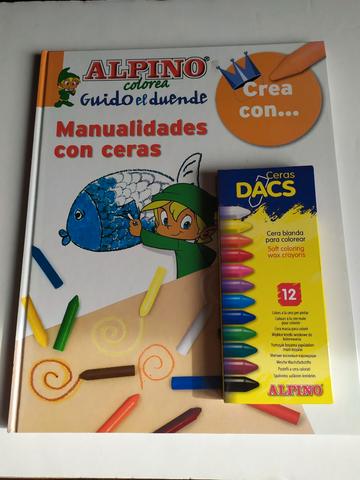 ALPINO®
colorea
Guido el duende
Crea
con...
Manualidades
con ceras
Ceras
DACS
Cera blanda
para colorear
Soft coloring
wax crayons
12
ALPINO